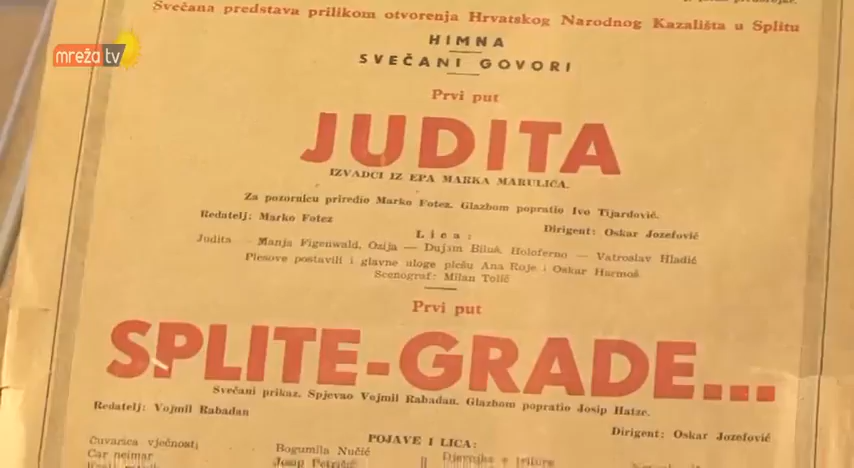 mreža tv
Svečana predstava prilikom otvorenja Hrvatskog Narodnog Kazališta u Splitu
HIMNA
SVEČANI GOVORI
Prvi put
JUDITA
IZVADCI IZ EPA MARKA MARULIĆA.
Za pozornicu priredio Marko Fotez. Glazbom popratio Ivo Tijardović.
Redatelj: Marko Fotez
Dirigent: Oskar Jozefović
Lica:
Judita — Manja Figenwald, Ozija — Dujam Biluš, Holoferno — Vatroslav Hladić
Plesove postavili i glavne uloge plešu Ana Roje i Oskar Harmoš
Scenograf: Milan Tolić
Prvi put
SPLITE-GRADE...
Svečani prikaz. Spjevao Vojmil Rabadan. Glazbom popratio Josip Hatze.
Redatelj: Vojmil Rabadan
Dirigent: Oskar Jozefović
POJAVE I LICA:
Čuvarica vječnosti
Bogumila Nučić
Car neimar
Josip Petričić